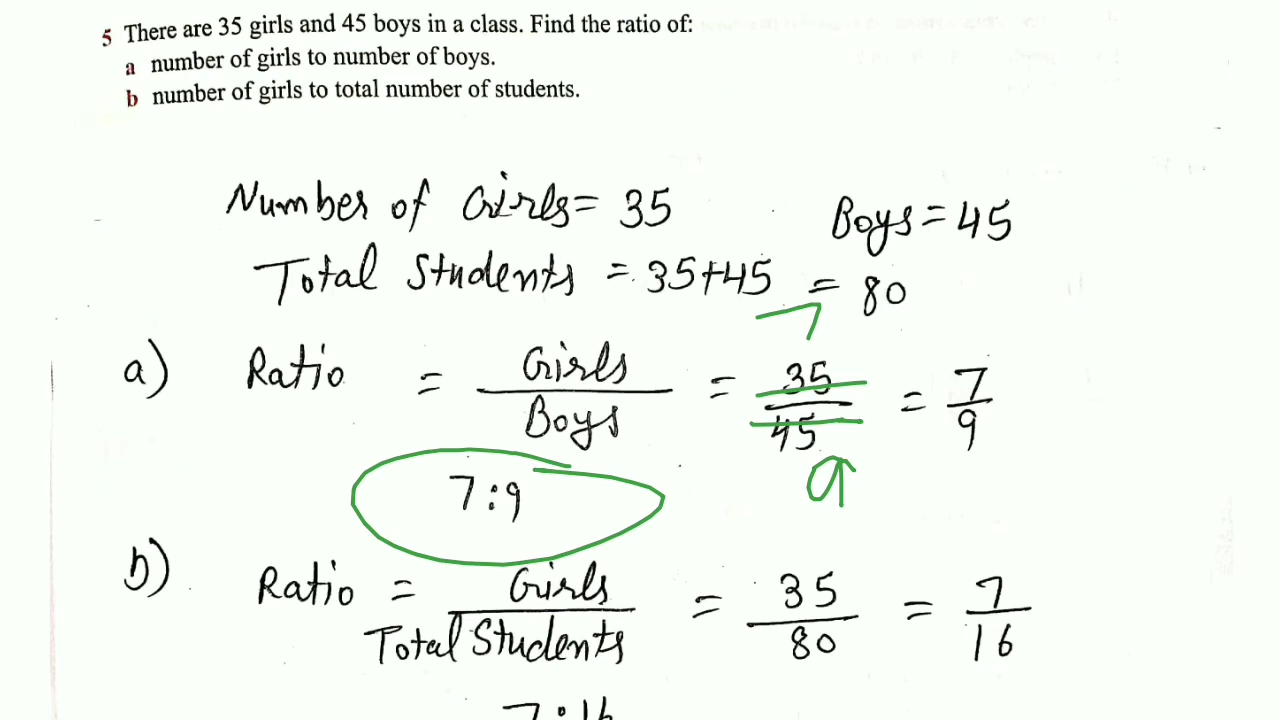 5 There are 35 girls and 45 boys in a class. Find the ratio of:
a number of girls to number of boys.
b number of girls to total number of students.
Number of Girls = 35 Boys = 45
Total Students = 35+45 = 80
7
a) Ratio = Girls/Boys = 35/45 = 7/9
9
7:9
b) Ratio = Girls/Total Students = 35/80 = 7/16
7:16